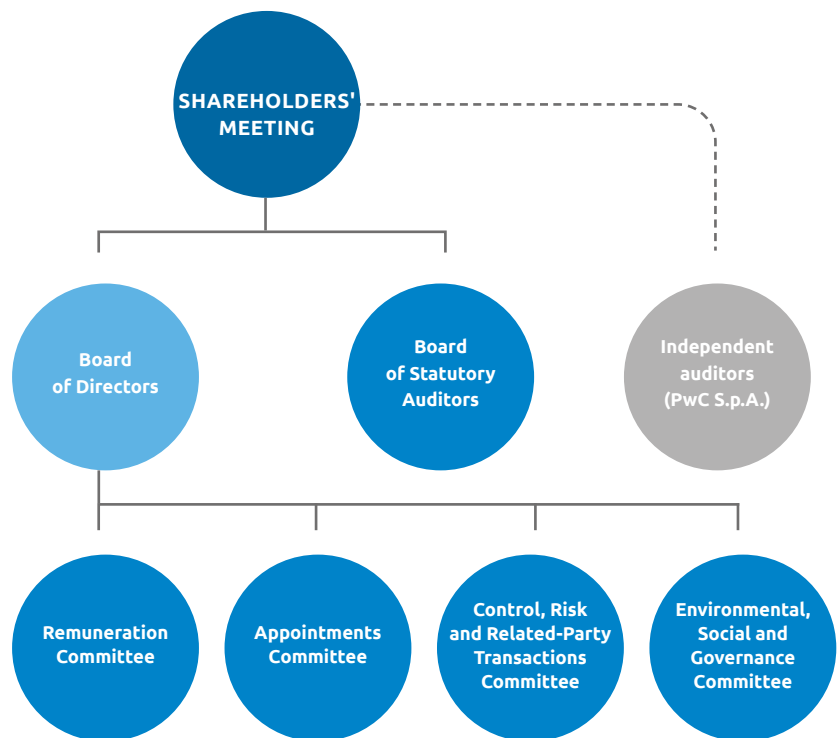 SHAREHOLDERS'
MEETING
Board
of Directors
Board
of Statutory
Auditors
Independent
auditors
(PwC S.p.A.)
Remuneration
Committee
Appointments
Committee
Control, Risk
and Related-Party
Transactions
Committee
Environmental,
Social and
Governance
Committee